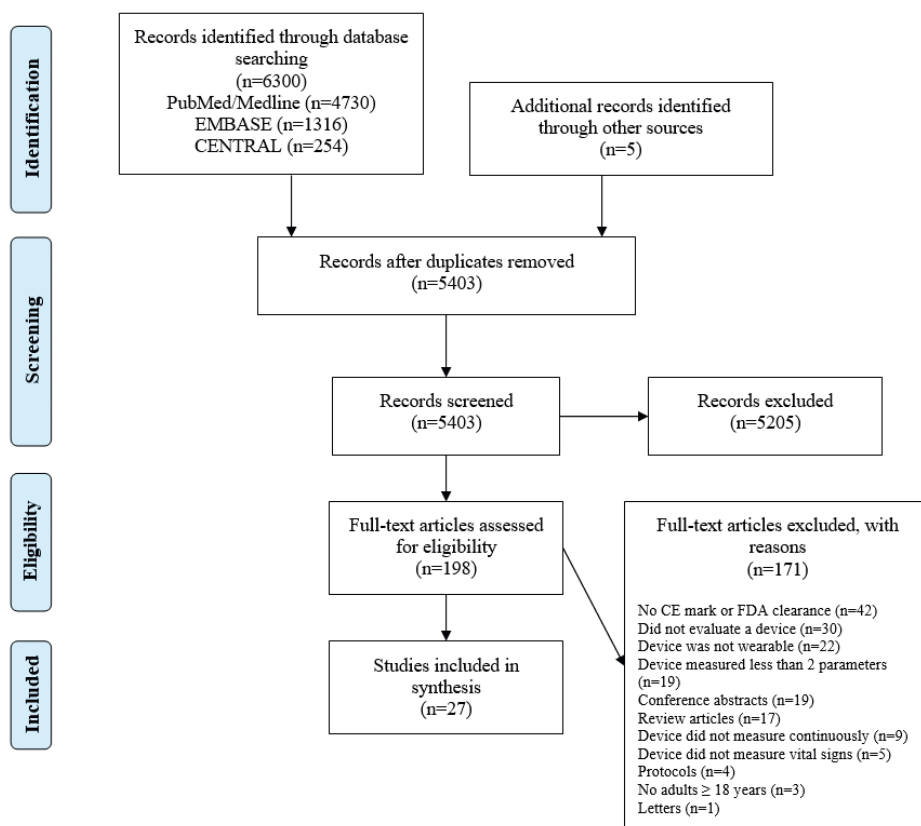 Identification
Records identified through database
searching
(n=6300)
PubMed/Medline (n=4730)
EMBASE (n=1316)
CENTRAL (n=254)
Additional records identified
through other sources
(n=5)
Screening
Records after duplicates removed
(n=5403)
Records screened
(n=5403)
Records excluded
(n=5205)
Eligibility
Full-text articles assessed
for eligibility
(n=198)
Full-text articles excluded, with
reasons
(n=171)
No CE mark or FDA clearance (n=42)
Did not evaluate a device (n=30)
Device was not wearable (n=22)
Device measured less than 2 parameters
(n=19)
Conference abstracts (n=19)
Review articles (n=17)
Device did not measure continuously (n=9)
Device did not measure vital signs (n=5)
Protocols (n=4)
No adults ≥ 18 years (n=3)
Letters (n=1)
Included
Studies included in
synthesis
(n=27)